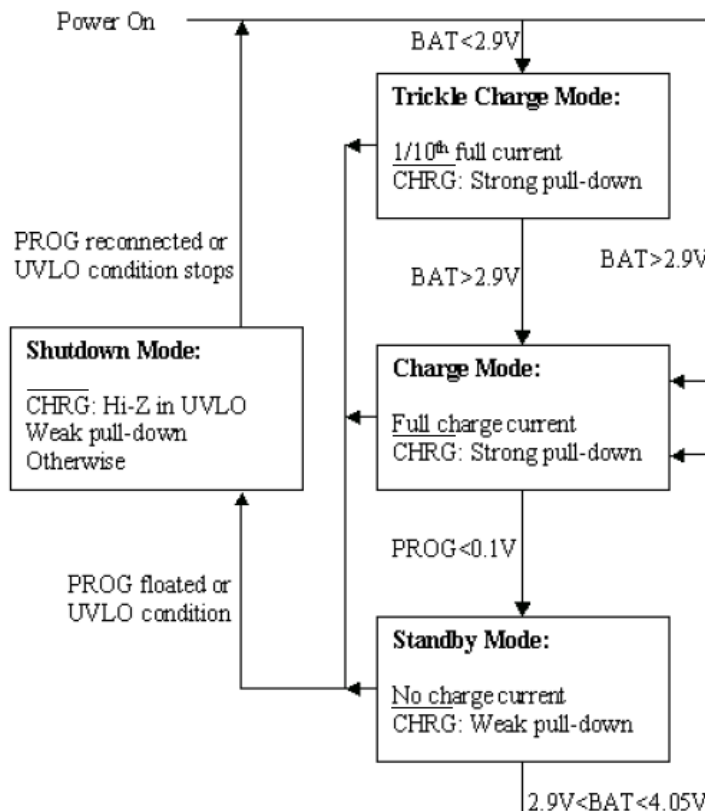 Power On
BAT<2.9V
Trickle Charge Mode:
1/10th full current
CHRG: Strong pull-down
PROG reconnected or
UVLO condition stops
BAT>2.9V
BAT>2.9V
Shutdown Mode:
CHRG: Hi-Z in UVLO
Weak pull-down
Otherwise
Charge Mode:
Full charge current
CHRG: Strong pull-down
PROG<0.1V
PROG floated or
UVLO condition
Standby Mode:
No charge current
CHRG: Weak pull-down
2.9V<BAT<4.05V